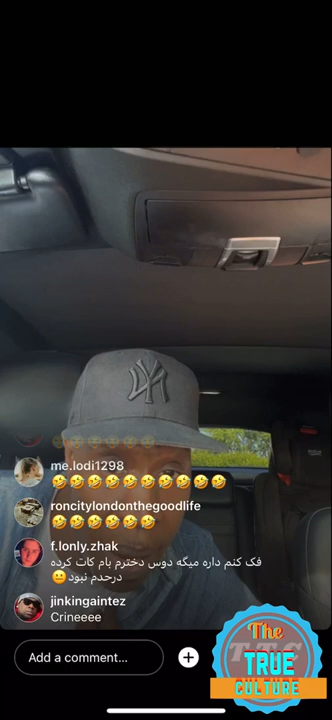 NY
me.lodi1298
🤣🤣🤣🤣🤣🤣🤣🤣🤣🤣🤣
roncitylondonthegoodlife
🤣🤣🤣🤣🤣🤣🤣
f.lonly.zhak
فک کنم داره میگه دوس دخترم بام کات کرده
درحدم نبود😐
jinkingaintez
Crineeee
Add a comment...
The
T.T.C
TRUE
CULTURE